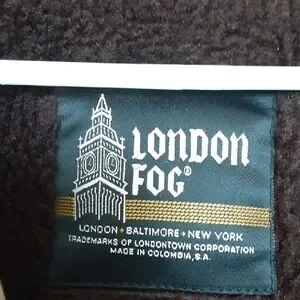 LONDON
FOG®
LONDON • BALTIMORE • NEW YORK
TRADEMARKS OF LONDONTOWN CORPORATION
MADE IN COLOMBIA, S.A.